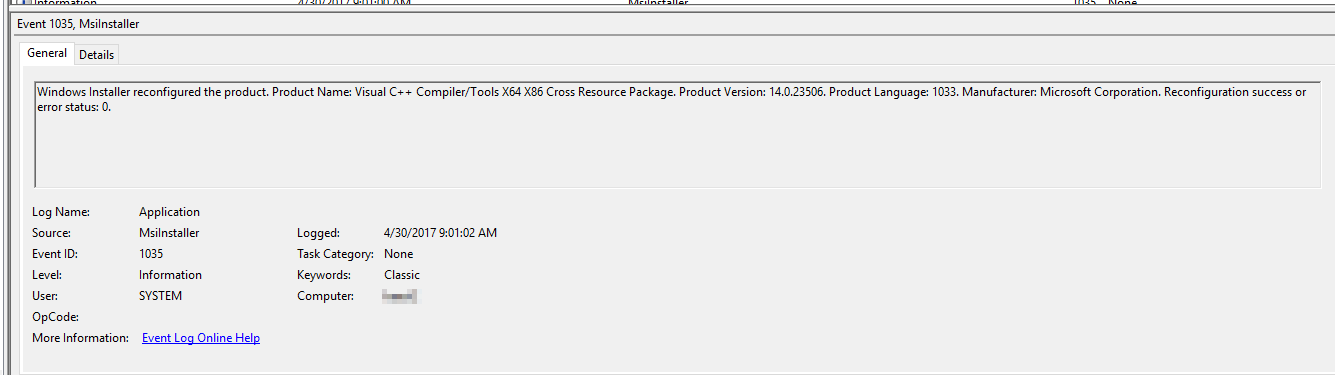 Information 4/30/2017 9:01:00 AM MsiInstaller 1035 None
Event 1035, MsiInstaller
General Details
Windows Installer reconfigured the product. Product Name: Visual C++ Compiler/Tools X64 X86 Cross Resource Package. Product Version: 14.0.23506. Product Language: 1033. Manufacturer: Microsoft Corporation. Reconfiguration success or
error status: 0.
Log Name: Application
Source: MsiInstaller Logged: 4/30/2017 9:01:02 AM
Event ID: 1035 Task Category: None
Level: Information Keywords: Classic
User: SYSTEM Computer:
OpCode:
More Information: Event Log Online Help